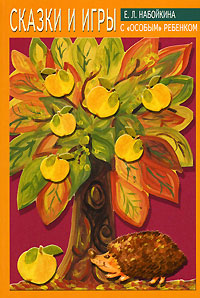 СКАЗКИ И ИГРЫ
Е. Л. НАБОЙКИНА
С «ОСОБЫМ» РЕБЕНКОМ